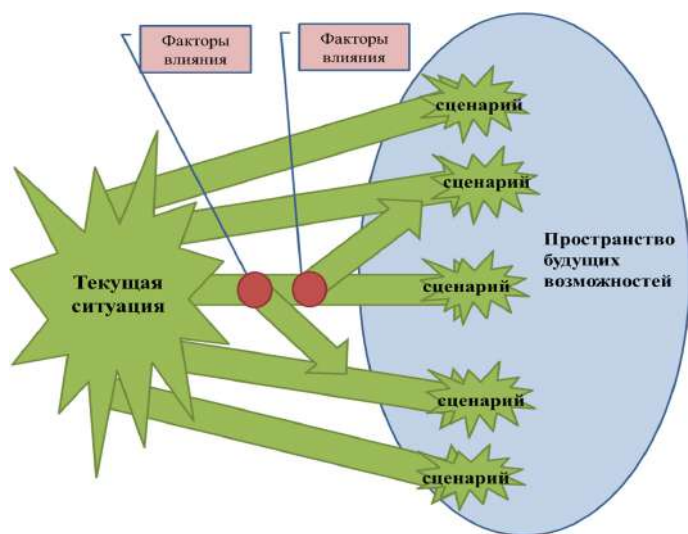 Факторы
влияния
Факторы
влияния
сценарий
сценарий
Пространство
будущих
возможностей
Текущая
ситуация
сценарий
сценарий
сценарий